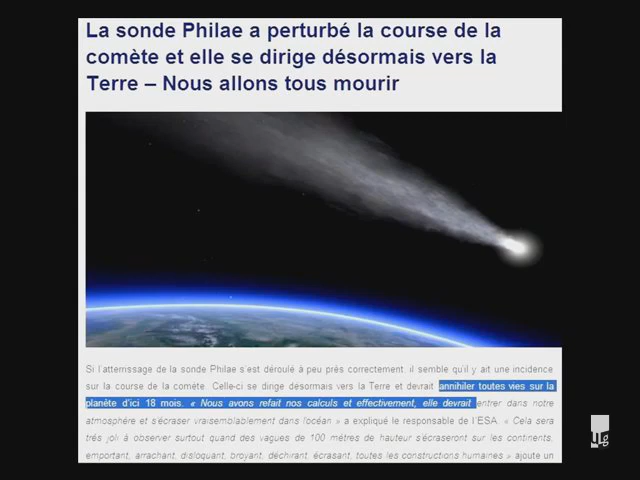 La sonde Philae a perturbé la course de la
comète et elle se dirige désormais vers la
Terre – Nous allons tous mourir
Si l'atterrissage de la sonde Philae s'est déroulé à peu près correctement il semble qu'il y ait une incidence
sur la course de la comète. Celle-ci se dirige désormais vers la Terre et devrait annihiler toutes vies sur la
planète d'ici 18 mois. « Nous avons refait nos calculs et effectivement, elle devrait entrer dans notre
atmosphère et s'écraser vraisemblablement dans l'océan » a expliqué le responsable de l'ESA. « Cela sera
très joli à observer surtout quand des vagues de 100 mètres de hauteur s'écraseront sur les continents,
emportant, arrachant, disloquant, broyant, déchirant, écrasant, toutes les constructions humaines » ajoute un